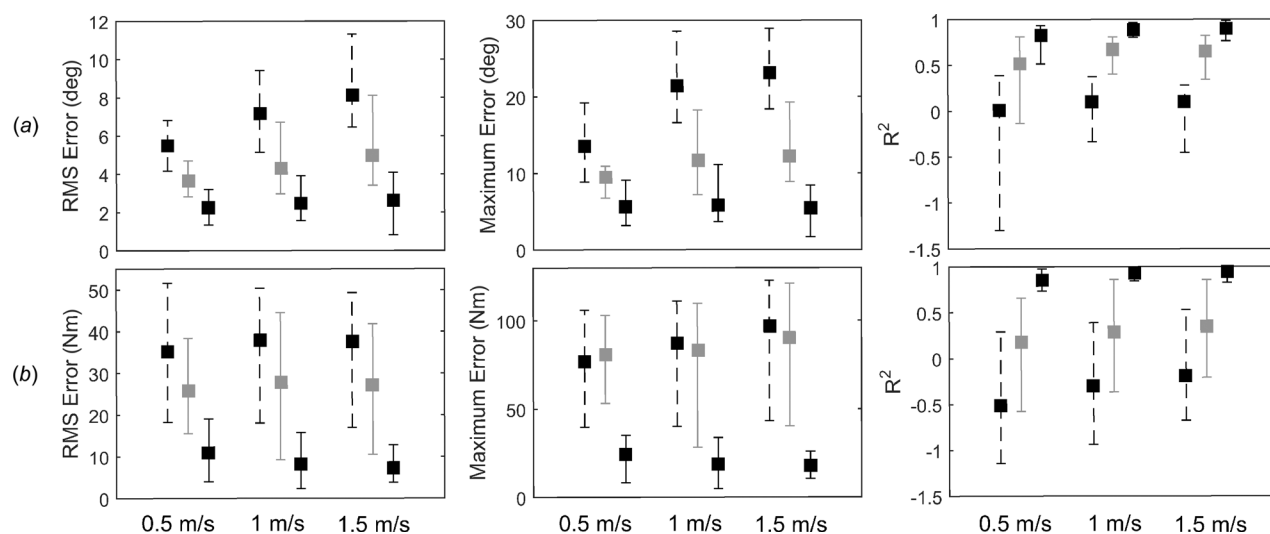 (a)
RMS Error (deg)
12
10
8
6
4
2
0
Maximum Error (deg)
30
20
10
0
R2
1
0.5
0
-0.5
-1
-1.5
(b)
RMS Error (Nm)
50
40
30
20
10
0
0.5 m/s 1 m/s 1.5 m/s
Maximum Error (Nm)
100
50
0
0.5 m/s 1 m/s 1.5 m/s
R2
1
0.5
0
-0.5
-1
-1.5
0.5 m/s 1 m/s 1.5 m/s